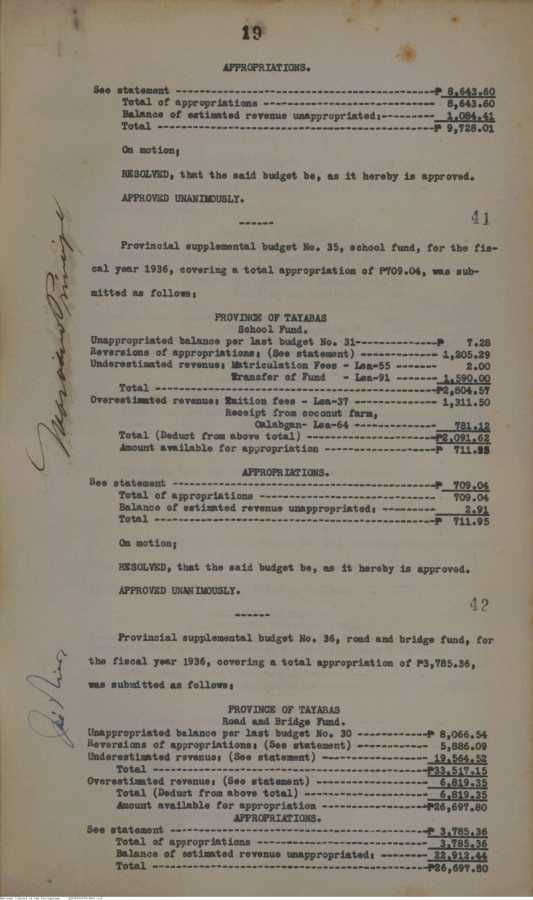 19
APPROPRIATIONS.
See statement ----------------------------------------₱ 8,643.60
Total of appropriations --------------------------- 8,643.60
Balance of estimated revenue unappropriated:--------- 1,084.41
Total -------------------------------------------₱ 9,728.01
On motion;
RESOLVED, that the said budget be, as it hereby is approved.
APPROVED UNANIMOUSLY.
------
41
Provincial supplemental budget No. 35, school fund, for the fis-
cal year 1936, covering a total appropriation of ₱709.04, was sub-
mitted as follows:
PROVINCE OF TAYABAS
School Fund.
Unappropriated balance per last budget No. 31-------------₱ 7.28
Reversions of appropriations: (See statement) ------------- 1,205.29
Underestimated revenue: Matriculation Fees - Lsa-55 ------- 2.00
Transfer of Fund - Lsa-91 ------- 1,590.00
Total -------------------------------------------₱2,804.57
Overestimated revenue: Tuition fees - Lsa-37 ------------- 1,311.50
Receipt from coconut farm,
Calabgan- Lsa-64 ------------- 781.12
Total (Deduct from above total) --------------------₱2,091.62
Amount available for appropriation -----------------₱ 711.95
APPROPRIATIONS.
See statement ----------------------------------------₱ 709.04
Total of appropriations --------------------------- 709.04
Balance of estimated revenue unappropriated: --------- 2.91
Total -------------------------------------------₱ 711.95
On motion;
RESOLVED, that the said budget be, as it hereby is approved.
APPROVED UNANIMOUSLY.
------
42
Provincial supplemental budget No. 36, road and bridge fund, for
the fiscal year 1936, covering a total appropriation of ₱3,785.36,
was submitted as follows:
PROVINCE OF TAYABAS
Road and Bridge Fund.
Unappropriated balance per last budget No. 30 ------------₱ 8,066.54
Reversions of appropriations: (See statement) ------------ 5,886.09
Underestimated revenue: (See statement) ----------------- 19,564.52
Total -------------------------------------------₱33,517.15
Overestimated revenue: (See statement) ------------------ 6,819.35
Total (Deduct from above total) -------------------- 6,819.35
Amount available for appropriation -----------------₱26,697.80
APPROPRIATIONS.
See statement ----------------------------------------₱ 3,785.36
Total of appropriations --------------------------- 3,785.36
Balance of estimated revenue unappropriated: -------- 22,912.44
Total -------------------------------------------₱26,697.80
National Library of the Philippines